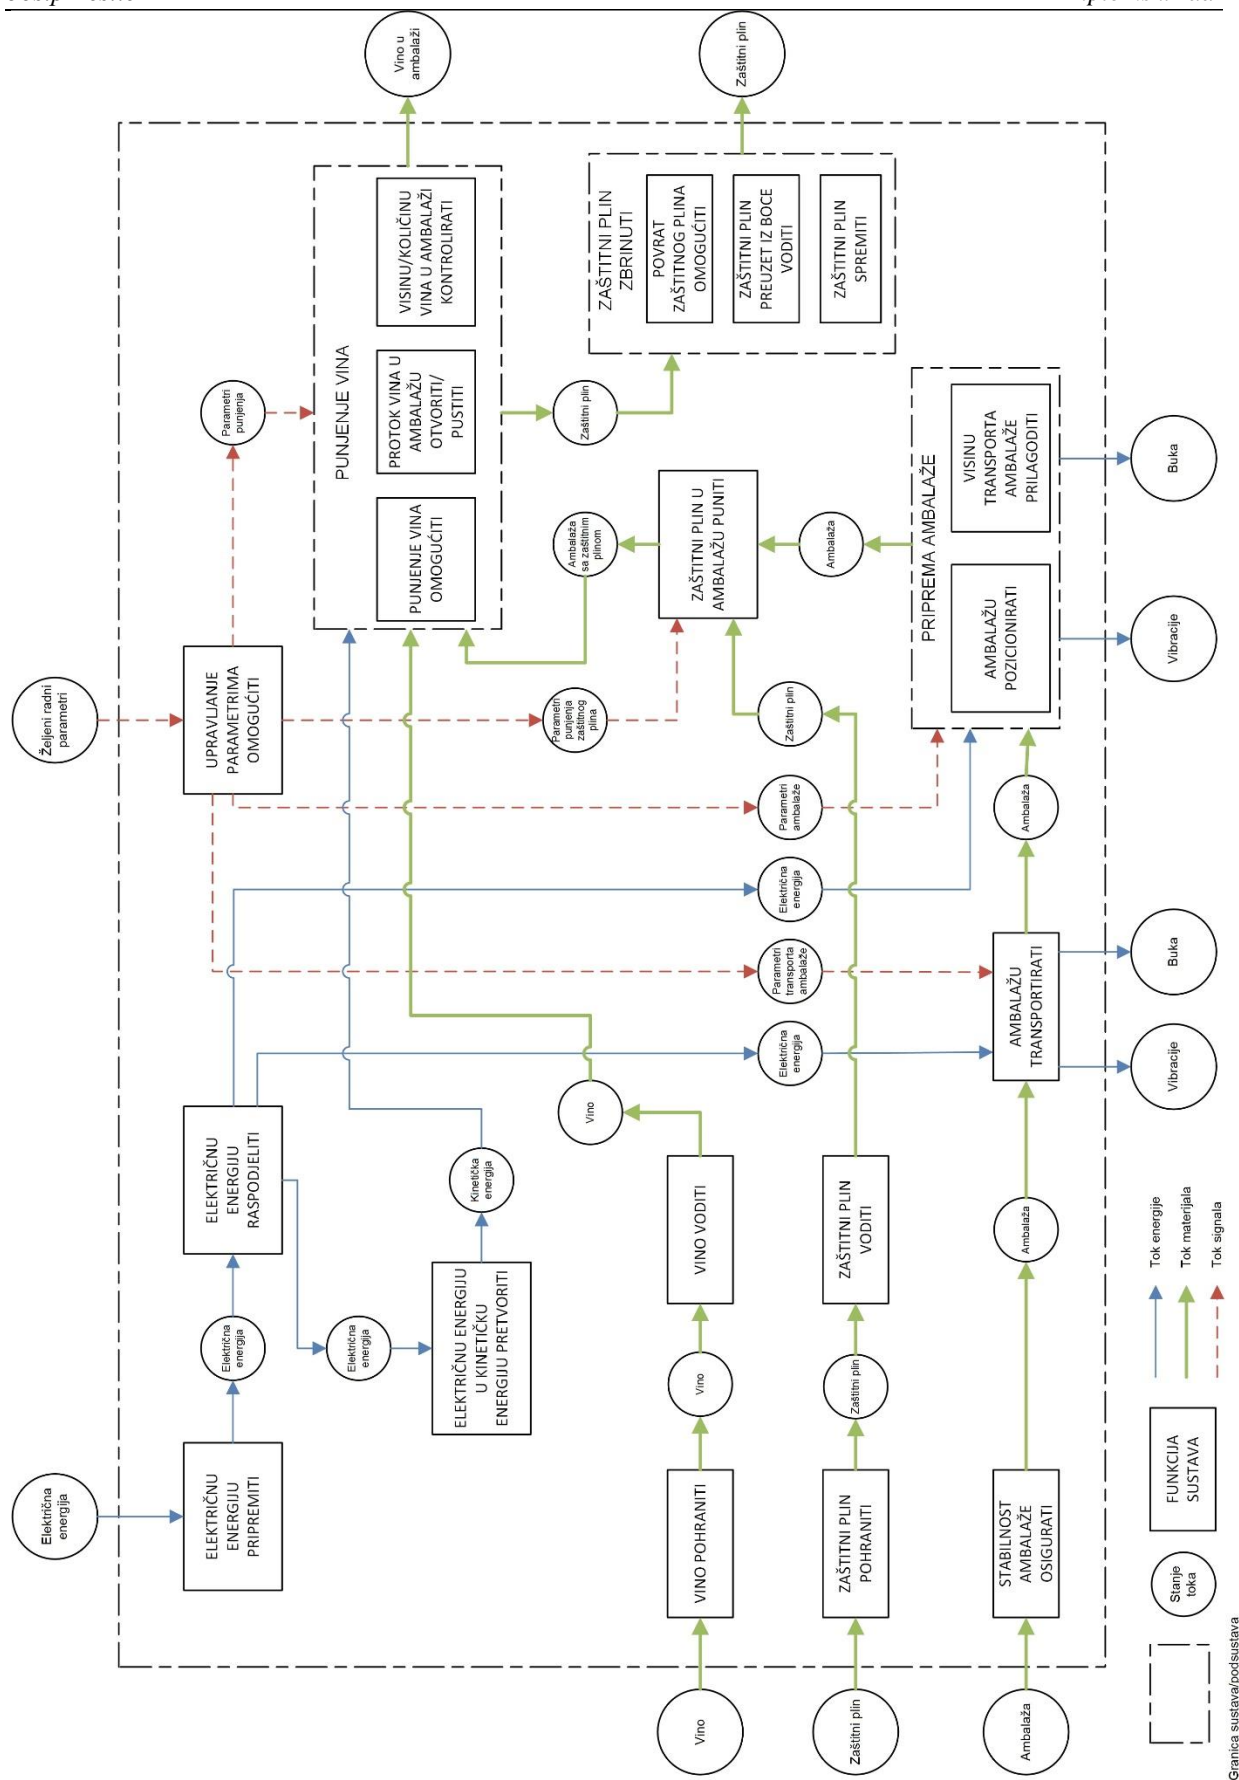 Željeni radni
parametri
Električna
energija
Vino
Zaštitni plin
Ambalaža
ELEKTRIČNU
ENERGIJU
PRIPREMITI
Električna
energija
ELEKTRIČNU
ENERGIJU
RASPODJELITI
UPRAVLJANJE
PARAMETRIMA
OMOGUĆITI
Parametri
punjenja
Električna
energija
ELEKTRIČNU ENERGIJU
U KINETIČKU
ENERGIJU PRETVORITI
Kinetička
energija
PUNJENJE VINA
PUNJENJE VINA
OMOGUĆITI
PROTOK VINA U
AMBALAŽU
OTVORITI/
PUSTITI
VISINU/KOLIČINU
VINA U AMBALAŽI
KONTROLIRATI
Vino u
ambalaži
Vino
Parametri
punjenja
zaštitnog
plina
Ambalaža
sa zaštitnim
plinom
Zaštitni plin
ZAŠTITNI PLIN
ZBRINUTI
POVRAT
ZAŠTITNOG PLINA
OMOGUĆITI
ZAŠTITNI PLIN
PREUZET IZ BOCE
VODITI
ZAŠTITNI PLIN
SPREMITI
Zaštitni plin
VINO POHRANITI
Vino
VINO VODITI
ZAŠTITNI PLIN U
AMBALAŽU PUNITI
Električna
energija
Parametri
transporta
ambalaže
Električna
energija
Parametri
ambalaže
Zaštitni plin
Ambalaža
ZAŠTITNI PLIN
POHRANITI
Zaštitni plin
ZAŠTITNI PLIN
VODITI
STABILNOST
AMBALAŽE
OSIGURATI
Ambalaža
AMBALAŽU
TRANSPORTIRATI
Ambalaža
PRIPREMA AMBALAŽE
AMBALAŽU
POZICIONIRATI
VISINU
TRANSPORTA
AMBALAŽE
PRILAGODITI
Vibracije
Buka
Vibracije
Buka
Granica sustava/podsustava
Stanje
toka
FUNKCIJA
SUSTAVA
Tok energije
Tok materijala
Tok signala